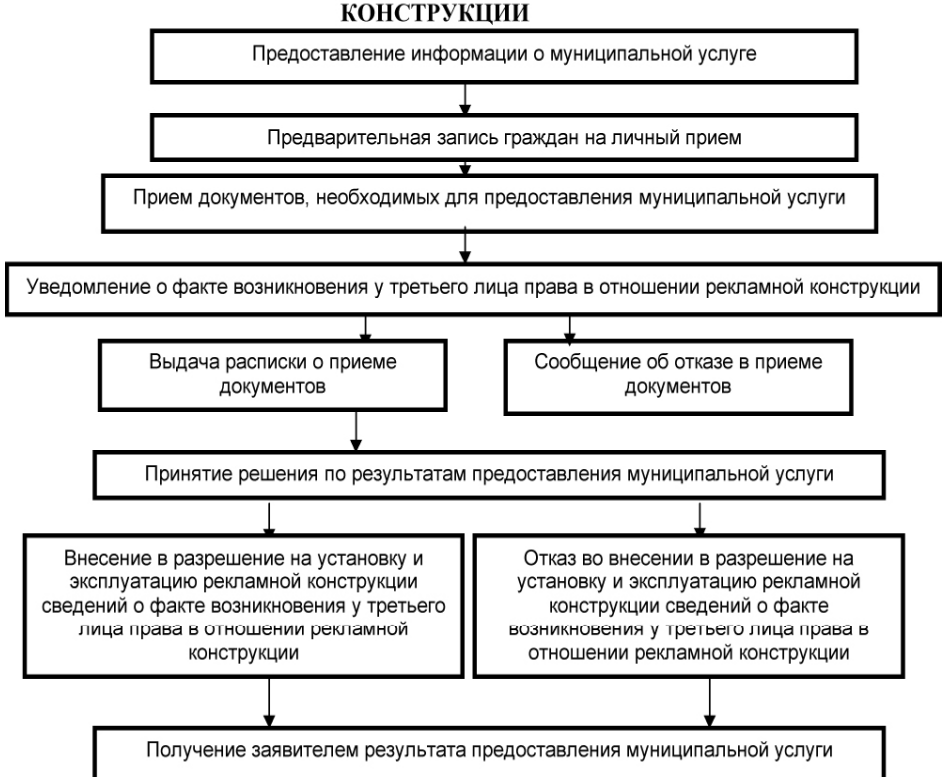 КОНСТРУКЦИИ
Предоставление информации о муниципальной услуге
Предварительная запись граждан на личный прием
Прием документов, необходимых для предоставления муниципальной услуги
Уведомление о факте возникновения у третьего лица права в отношении рекламной конструкции
Выдача расписки о приеме
документов
Сообщение об отказе в приеме
документов
Принятие решения по результатам предоставления муниципальной услуги
Внесение в разрешение на установку и
эксплуатацию рекламной конструкции
сведений о факте возникновения у третьего
лица права в отношении рекламной
конструкции
Отказ во внесении в разрешение на
установку и эксплуатацию рекламной
конструкции сведений о факте
возникновения у третьего лица права в
отношении рекламной конструкции
Получение заявителем результата предоставления муниципальной услуги